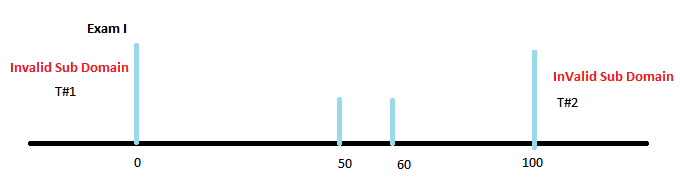 Exam I
Invalid Sub Domain
InValid Sub Domain
T#1
T#2
0
50
60
100